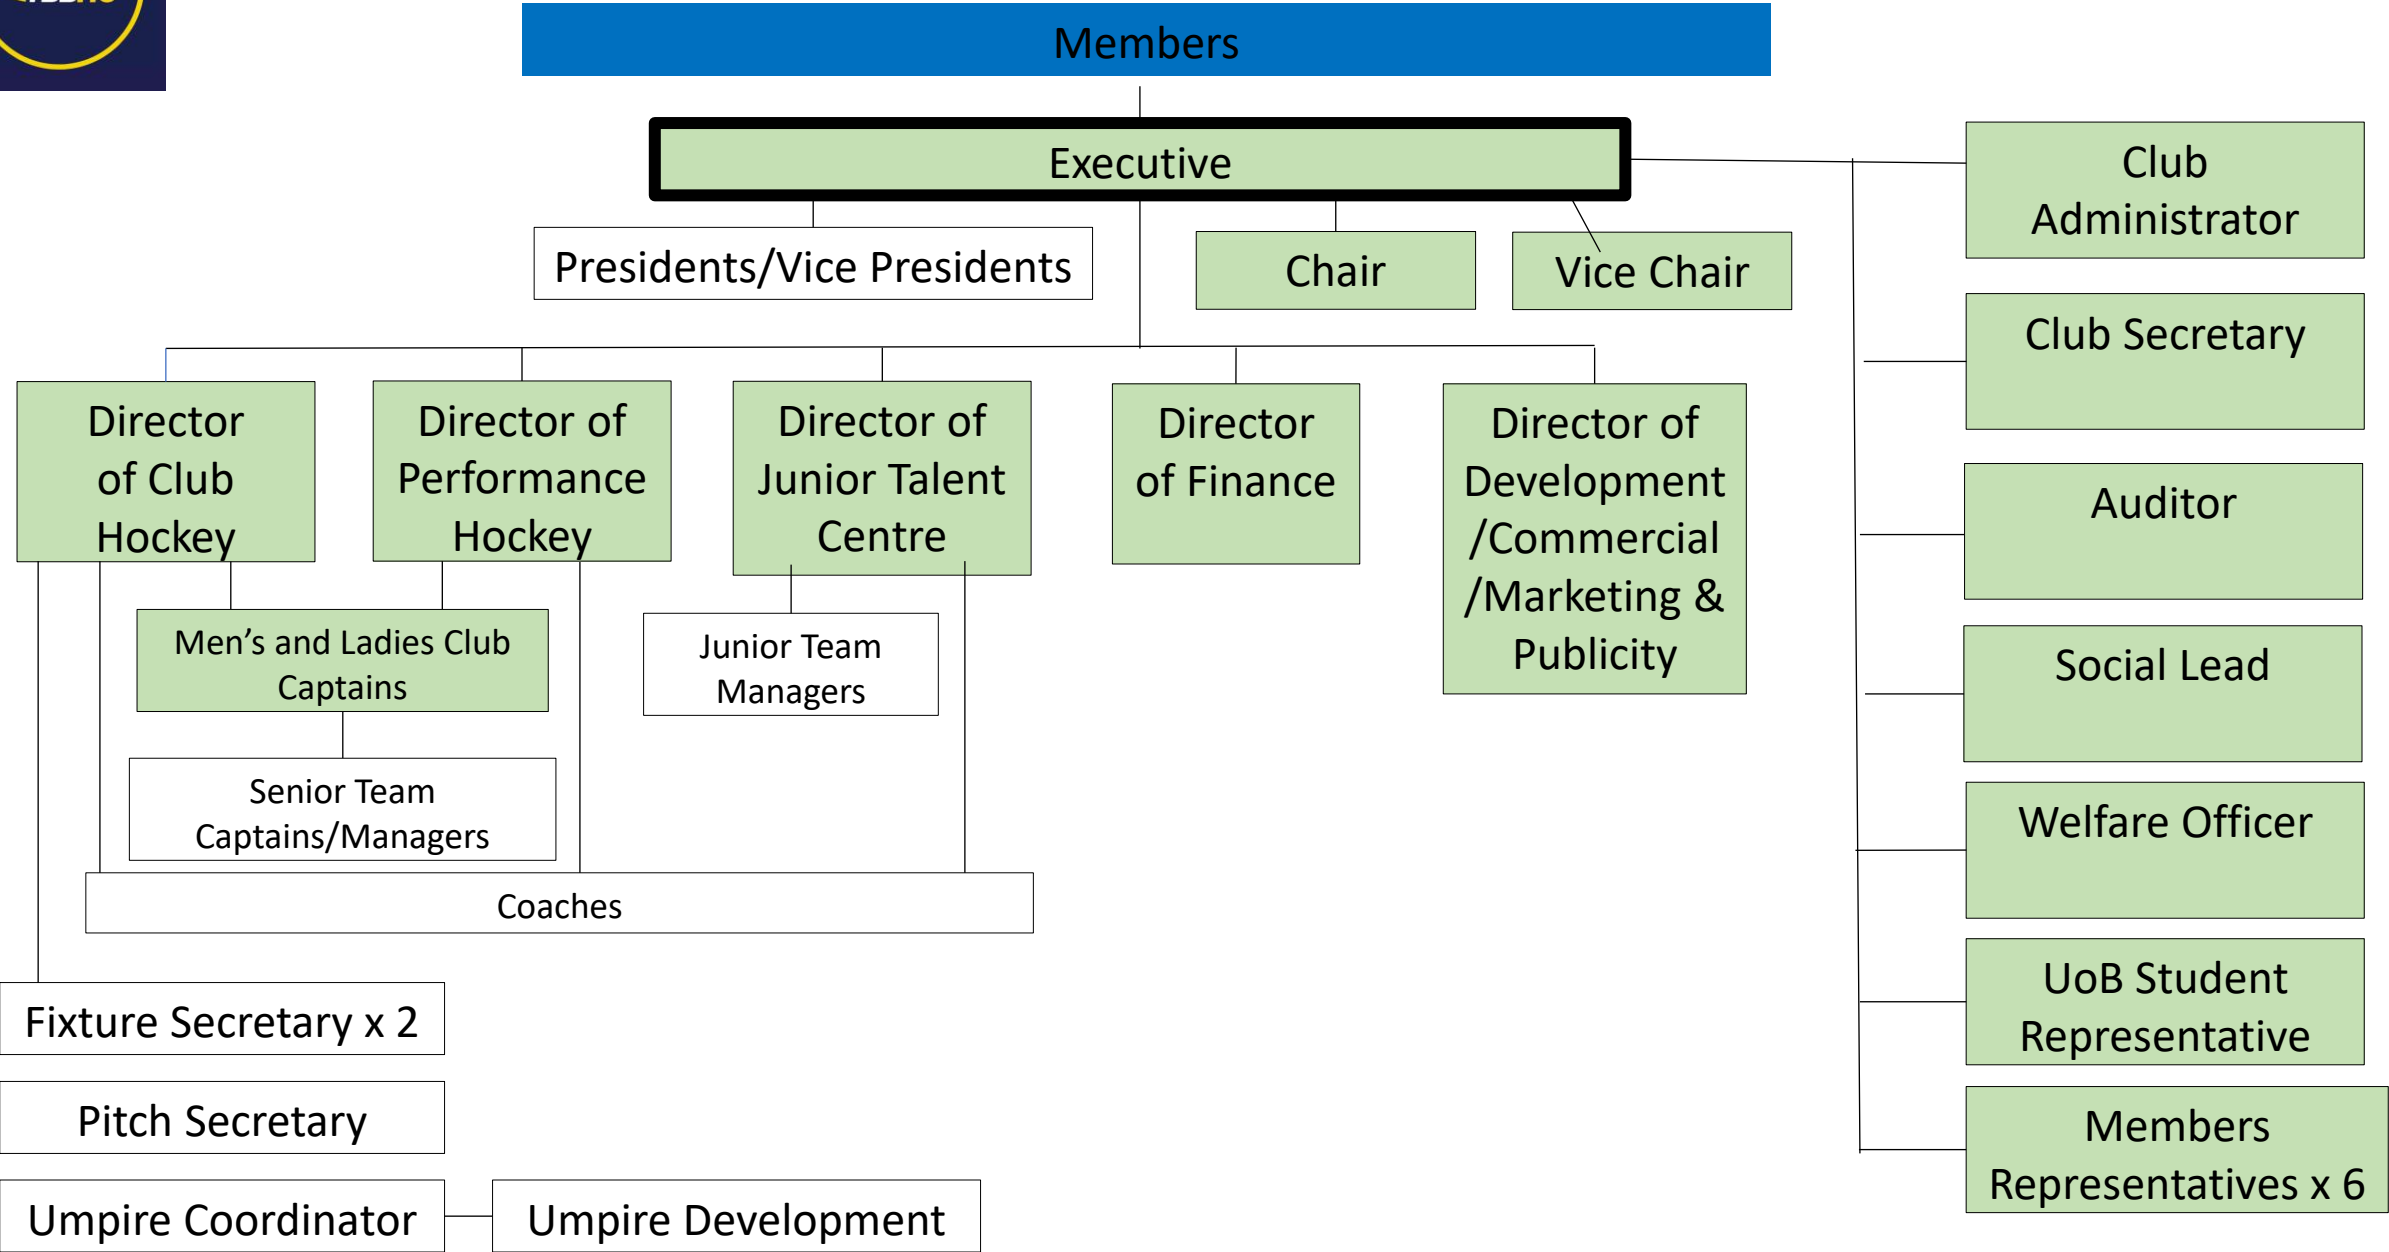 Members
Executive
Presidents/Vice Presidents
Chair
Vice Chair
Director
of Club
Hockey
Director of
Performance
Hockey
Director of
Junior Talent
Centre
Director
of Finance
Director of
Development
/Commercial
/Marketing &
Publicity
Men’s and Ladies Club
Captains
Junior Team
Managers
Senior Team
Captains/Managers
Coaches
Fixture Secretary x 2
Pitch Secretary
Umpire Coordinator
Umpire Development
Club
Administrator
Club Secretary
Auditor
Social Lead
Welfare Officer
UoB Student
Representative
Members
Representatives x 6